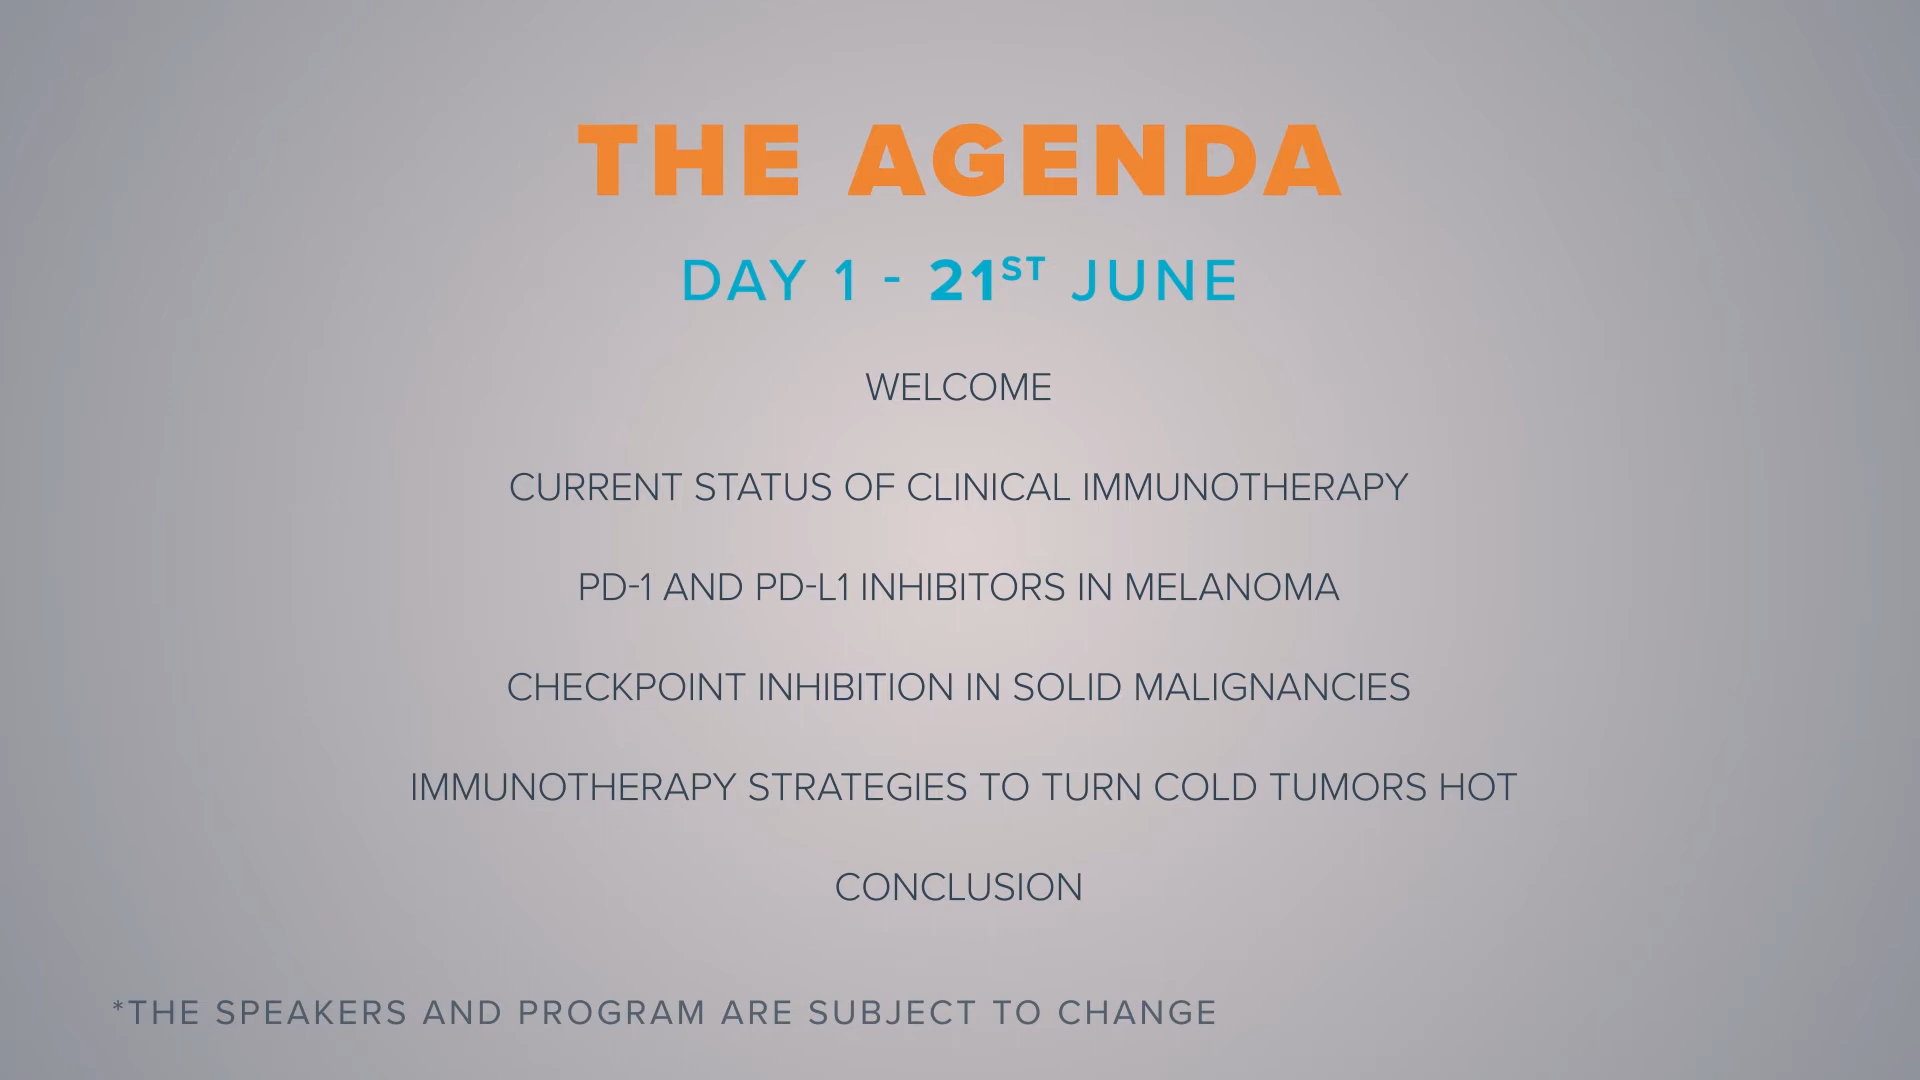 THE AGENDA
DAY 1 - 21ST JUNE
WELCOME
CURRENT STATUS OF CLINICAL IMMUNOTHERAPY
PD-1 AND PD-L1 INHIBITORS IN MELANOMA
CHECKPOINT INHIBITION IN SOLID MALIGNANCIES
IMMUNOTHERAPY STRATEGIES TO TURN COLD TUMORS HOT
CONCLUSION
*THE SPEAKERS AND PROGRAM ARE SUBJECT TO CHANGE